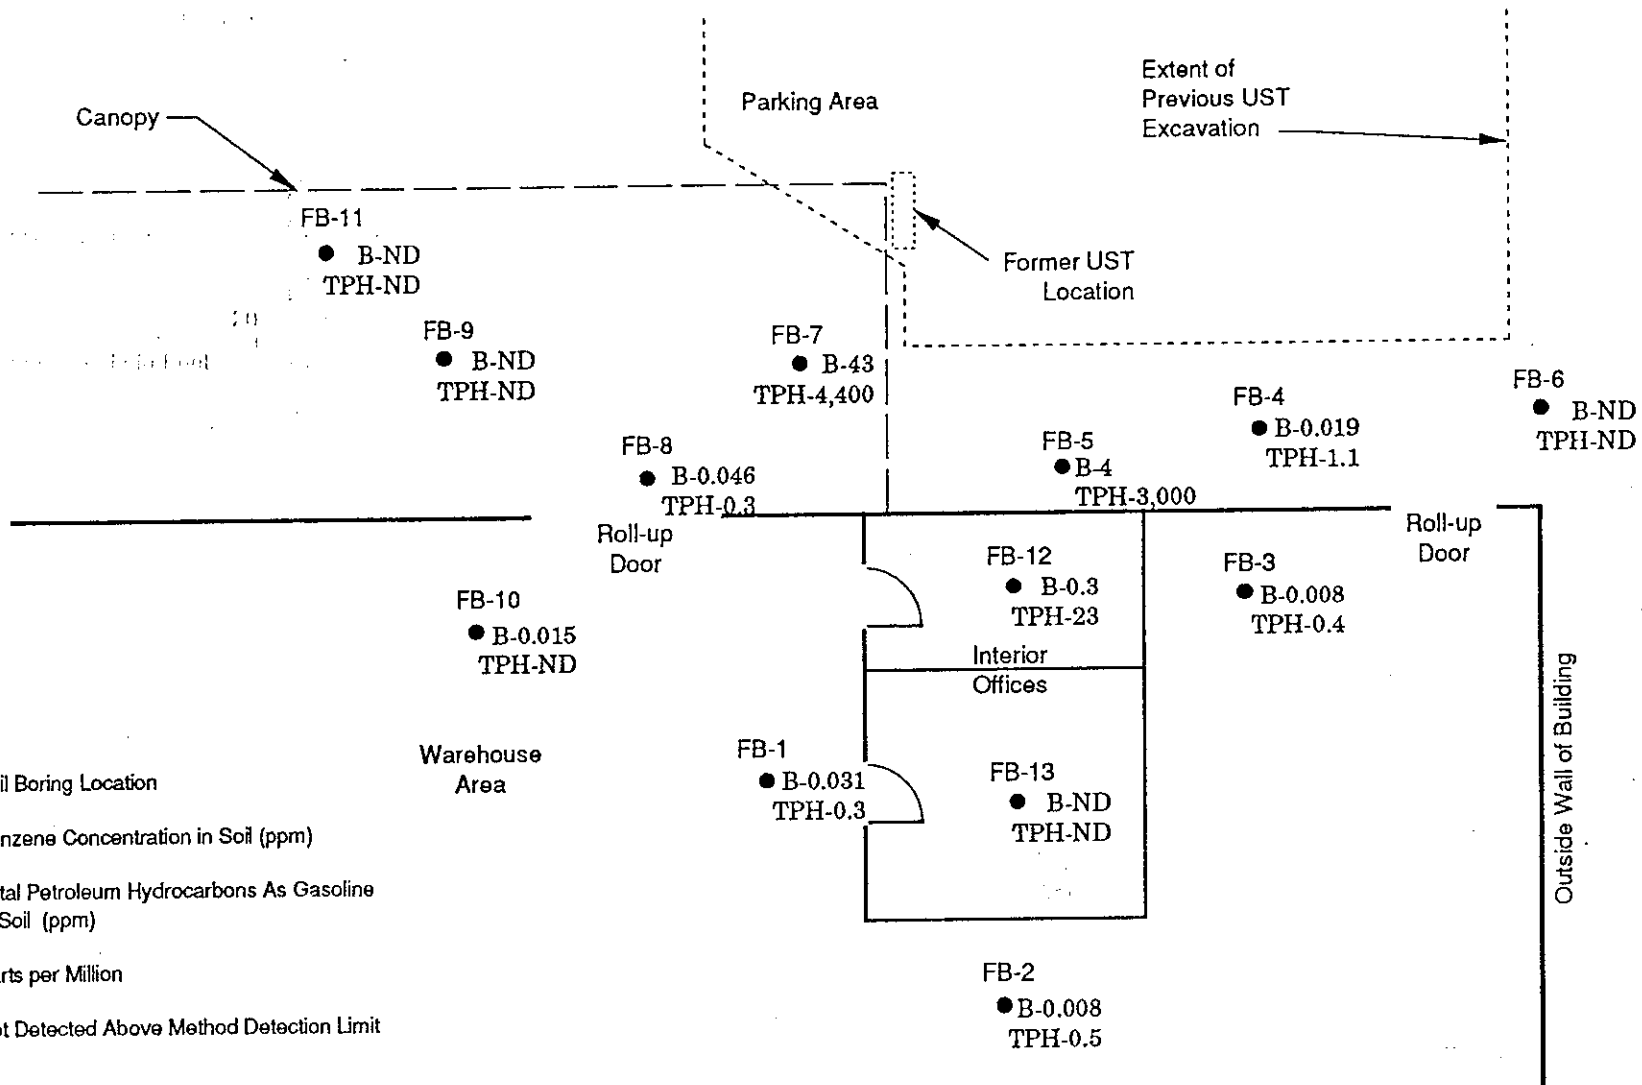 Canopy
Parking Area
Extent of
Previous UST
Excavation
FB-11
B-ND
TPH-ND
Former UST
Location
FB-9
B-ND
TPH-ND
FB-7
B-43
TPH-4,400
FB-6
B-ND
TPH-ND
FB-4
B-0.019
TPH-1.1
FB-5
B-4
TPH-3,000
FB-8
B-0.046
TPH-0.3
Roll-up
Door
Roll-up
Door
FB-12
B-0.3
TPH-23
FB-3
B-0.008
TPH-0.4
FB-10
B-0.015
TPH-ND
Interior
Offices
Outside Wall of Building
Warehouse
Area
FB-1
B-0.031
TPH-0.3
FB-13
B-ND
TPH-ND
il Boring Location
nzene Concentration in Soil (ppm)
tal Petroleum Hydrocarbons As Gasoline
Soil (ppm)
rts per Million
ot Detected Above Method Detection Limit
FB-2
B-0.008
TPH-0.5